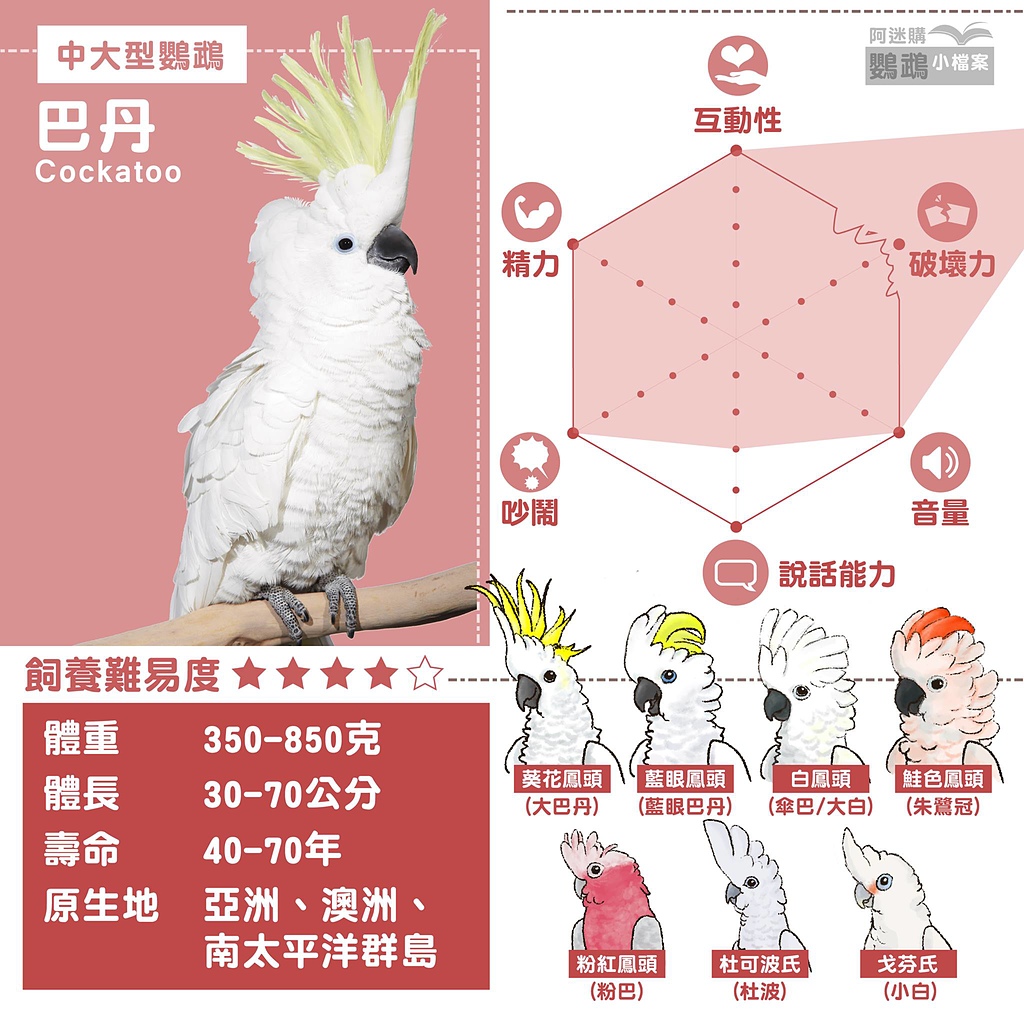 中大型鸚鵡
巴丹
Cockatoo
阿迷購
鸚鵡小檔案
互動性
精力
破壞力
吵鬧
音量
說話能力
飼養難易度
體重 350-850克
體長 30-70公分
壽命 40-70年
原生地 亞洲、澳洲、
南太平洋群島
葵花鳳頭
(大巴丹)
藍眼鳳頭
(藍眼巴丹)
白鳳頭
(傘巴/大白)
鮭色鳳頭
(朱鷺冠)
粉紅鳳頭
(粉巴)
杜可波氏
(杜波)
戈芬氏
(小白)